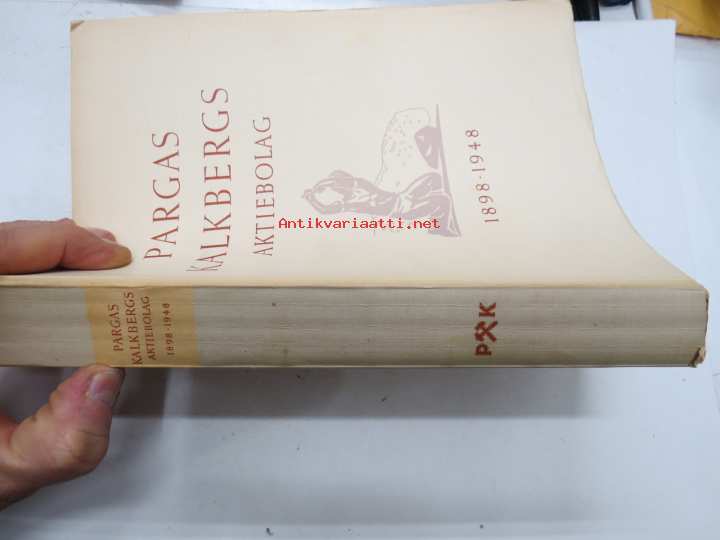 PARGAS
KALKBERGS
AKTIEBOLAG
1898-1948
Antikvariaatti.net
PARGAS
KALKBERGS
AKTIEBOLAG
1898-1948
P K